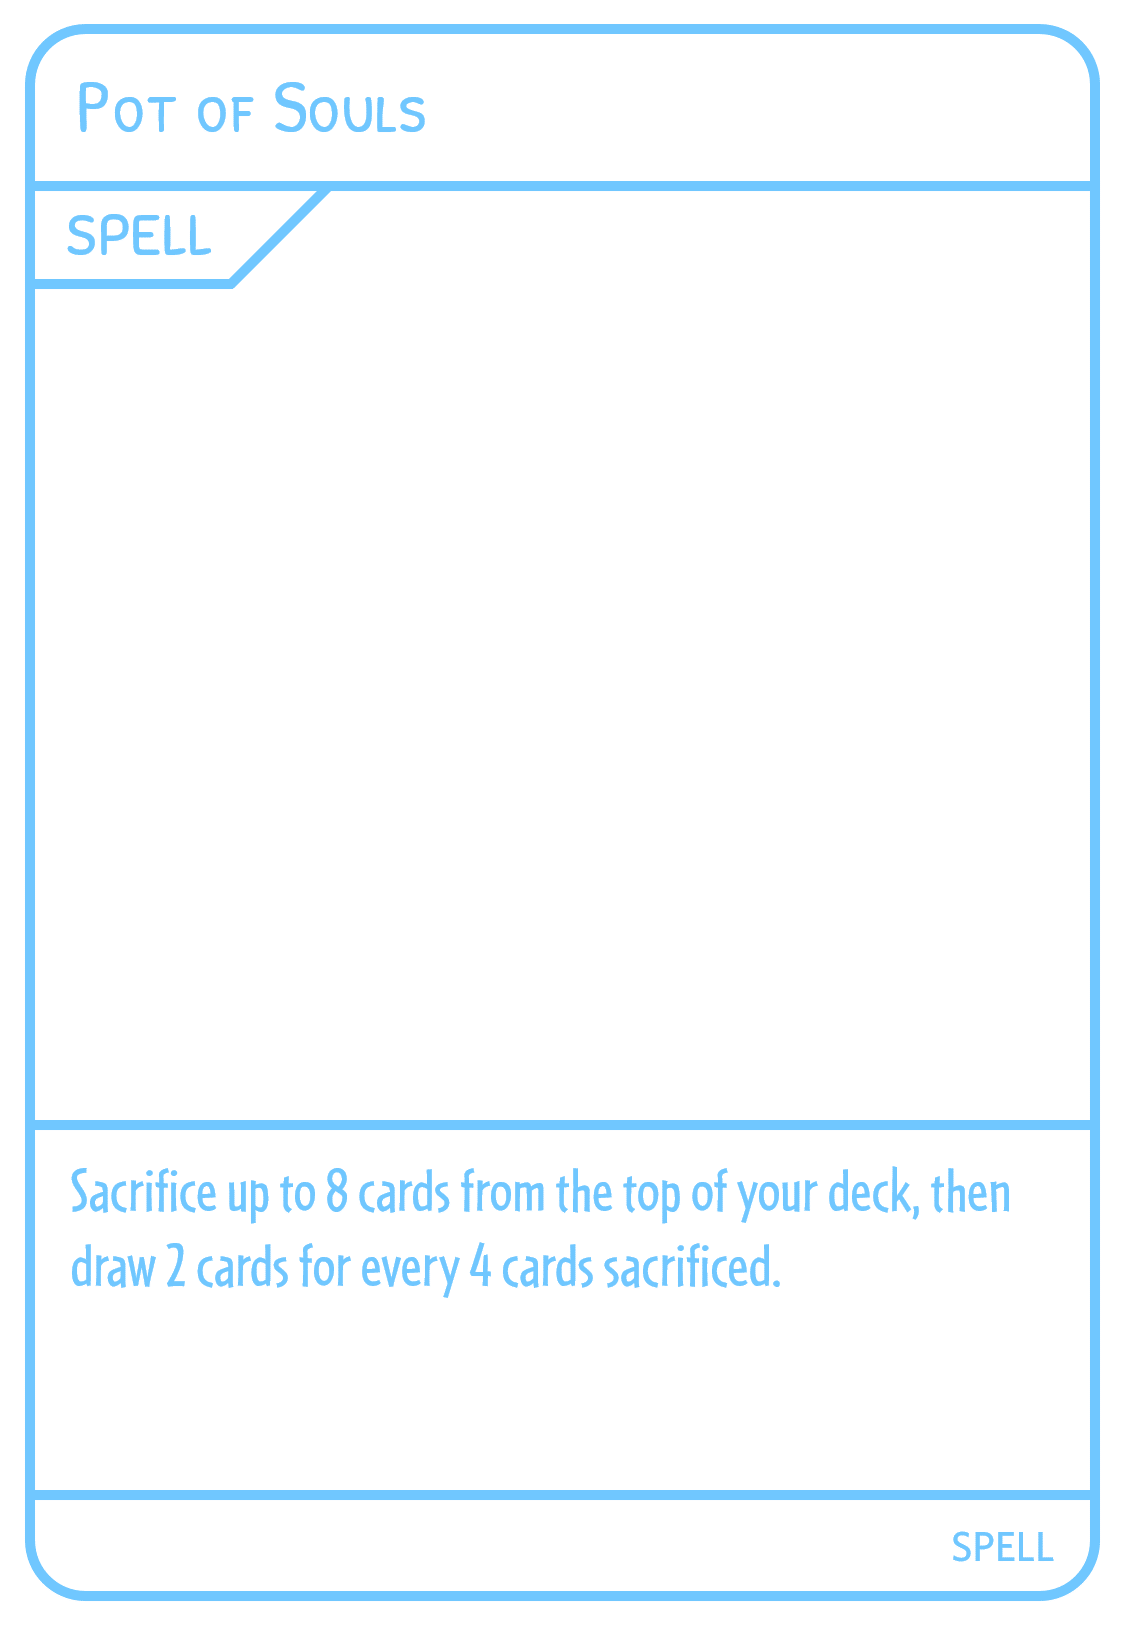 Pot of Souls
SPELL
Sacrifice up to 8 cards from the top of your deck, then
draw 2 cards for every 4 cards sacrificed.
SPELL